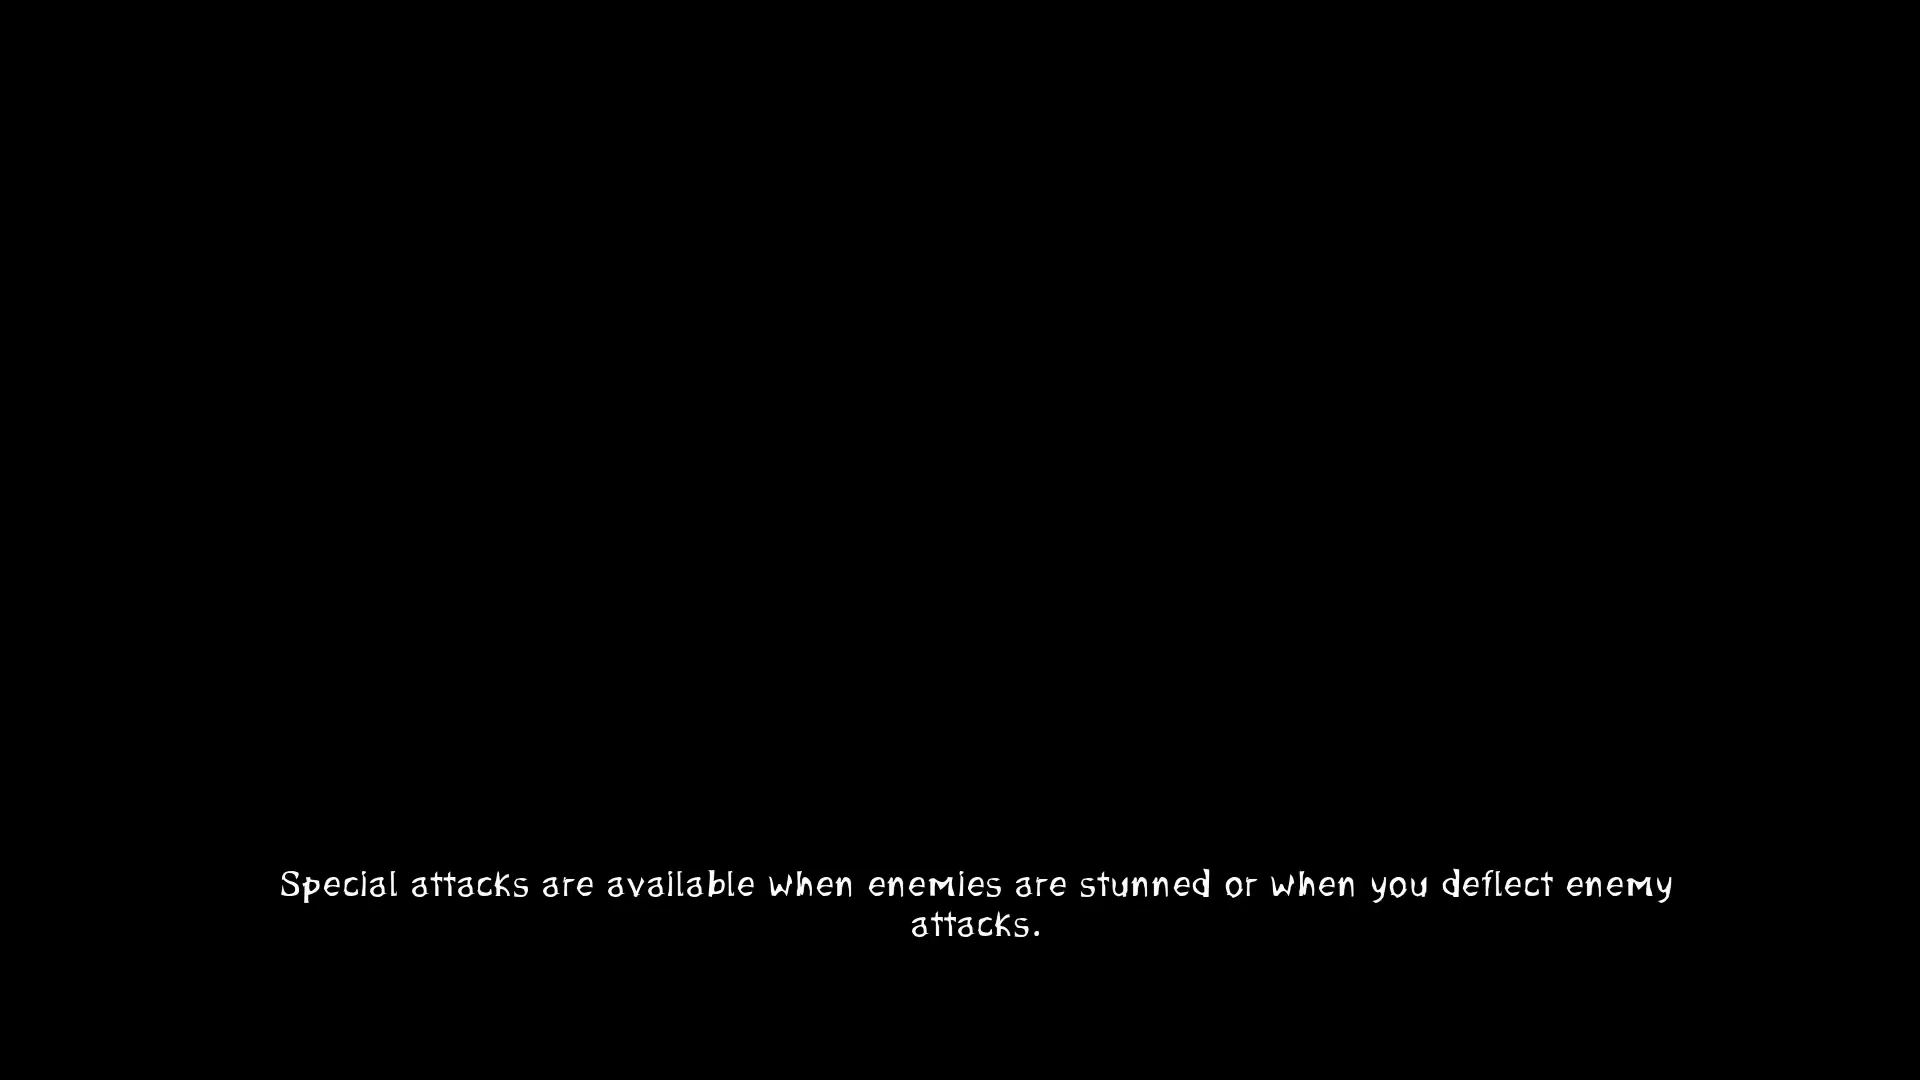 Special attacks are available when enemies are stunned or when you deflect enemy
attacks.